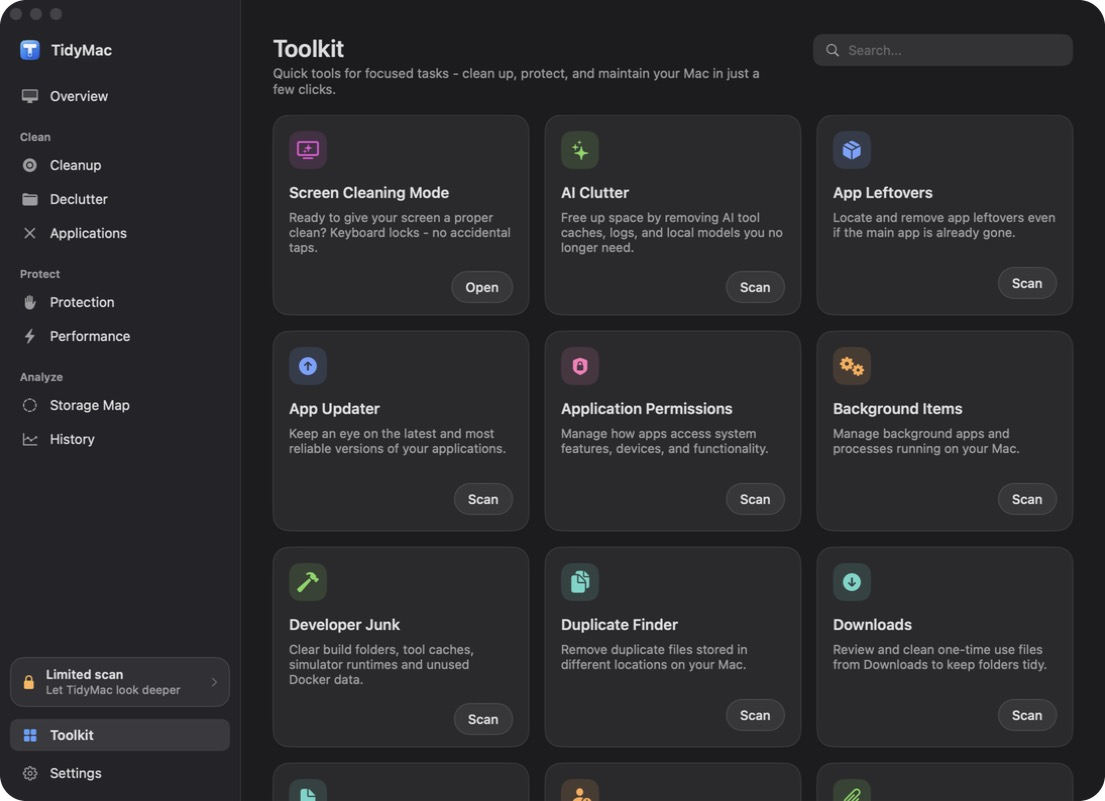 TidyMac
Overview
Clean
Cleanup
Declutter
Applications
Protect
Protection
Performance
Analyze
Storage Map
History
Limited scan
Let TidyMac look deeper
Toolkit
Settings
Toolkit
Quick tools for focused tasks - clean up, protect, and maintain your Mac in just a
few clicks.
Search...
Screen Cleaning Mode
Ready to give your screen a proper
clean? Keyboard locks - no accidental
taps.
Open
AI Clutter
Free up space by removing AI tool
caches, logs, and local models you no
longer need.
Scan
App Leftovers
Locate and remove app leftovers even
if the main app is already gone.
Scan
App Updater
Keep an eye on the latest and most
reliable versions of your applications.
Scan
Application Permissions
Manage how apps access system
features, devices, and functionality.
Scan
Background Items
Manage background apps and
processes running on your Mac.
Scan
Developer Junk
Clear build folders, tool caches,
simulator runtimes and unused
Docker data.
Scan
Duplicate Finder
Remove duplicate files stored in
different locations on your Mac.
Scan
Downloads
Review and clean one-time use files
from Downloads to keep folders tidy.
Scan